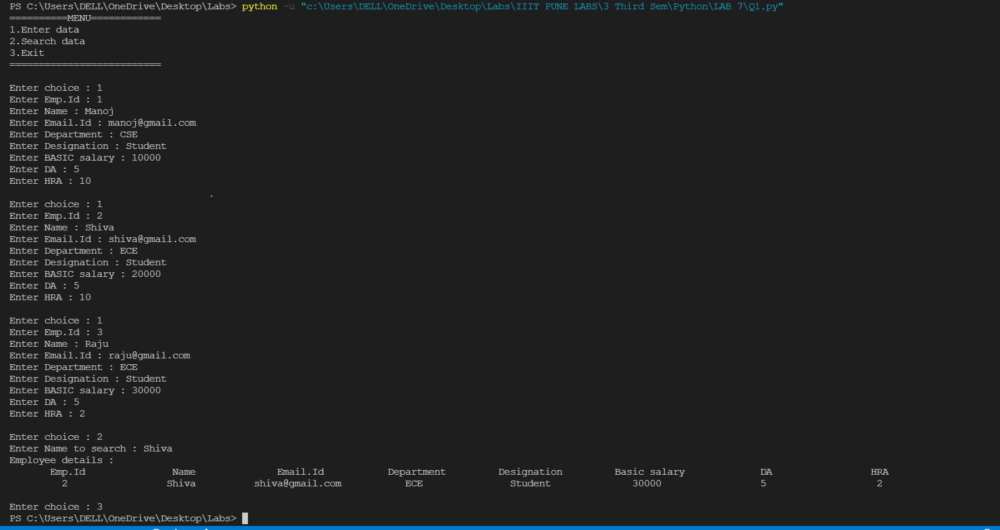 PS C:\Users\DELL\OneDrive\Desktop\Labs> python -u "c:\Users\DELL\OneDrive\Desktop\Labs\IIIT PUNE LABS\3 Third Sem\Python\LAB 7\Q1.py"
==========MENU============
1.Enter data
2.Search data
3.Exit
==========================
Enter choice : 1
Enter Emp.Id : 1
Enter Name : Manoj
Enter Email.Id : manoj@gmail.com
Enter Department : CSE
Enter Designation : Student
Enter BASIC salary : 10000
Enter DA : 5
Enter HRA : 10
Enter choice : 1
Enter Emp.Id : 2
Enter Name : Shiva
Enter Email.Id : shiva@gmail.com
Enter Department : ECE
Enter Designation : Student
Enter BASIC salary : 20000
Enter DA : 5
Enter HRA : 10
Enter choice : 1
Enter Emp.Id : 3
Enter Name : Raju
Enter Email.Id : raju@gmail.com
Enter Department : ECE
Enter Designation : Student
Enter BASIC salary : 30000
Enter DA : 5
Enter HRA : 2
Enter choice : 2
Enter Name to search : Shiva
Employee details :
Emp.Id Name Email.Id Department Designation Basic salary DA HRA
2 Shiva shiva@gmail.com ECE Student 30000 5 2
Enter choice : 3
PS C:\Users\DELL\OneDrive\Desktop\Labs>